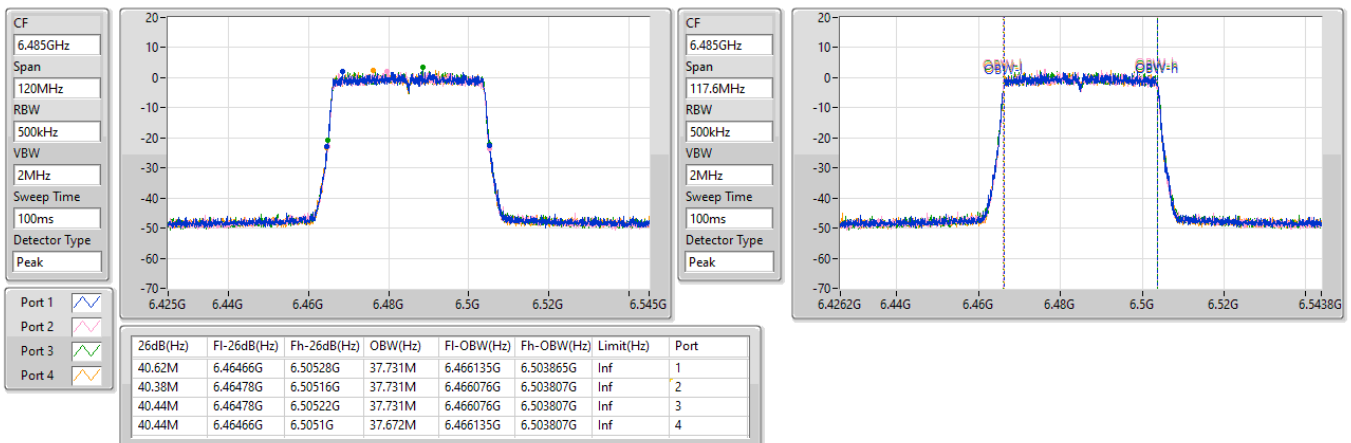 CF
6.485GHz
Span
120MHz
RBW
500kHz
VBW
2MHz
Sweep Time
100ms
Detector Type
Peak
20
10
0
-10
-20
-30
-40
-50
-60
-70
6.425G 6.44G 6.46G 6.48G 6.5G 6.52G 6.545G
CF
6.485GHz
Span
117.6MHz
RBW
500kHz
VBW
2MHz
Sweep Time
100ms
Detector Type
Peak
20
10
0
-10
-20
-30
-40
-50
-60
-70
OBW-l OBW-h
6.4262G 6.44G 6.46G 6.48G 6.5G 6.52G 6.5438G
Port 1
Port 2
Port 3
Port 4
26dB(Hz) Fl-26dB(Hz) Fh-26dB(Hz) OBW(Hz) Fl-OBW(Hz) Fh-OBW(Hz) Limit(Hz) Port
40.62M 6.46466G 6.50528G 37.731M 6.466135G 6.503865G Inf 1
40.38M 6.46478G 6.50516G 37.731M 6.466076G 6.503807G Inf 2
40.44M 6.46478G 6.50522G 37.731M 6.466076G 6.503807G Inf 3
40.44M 6.46466G 6.5051G 37.672M 6.466135G 6.503807G Inf 4